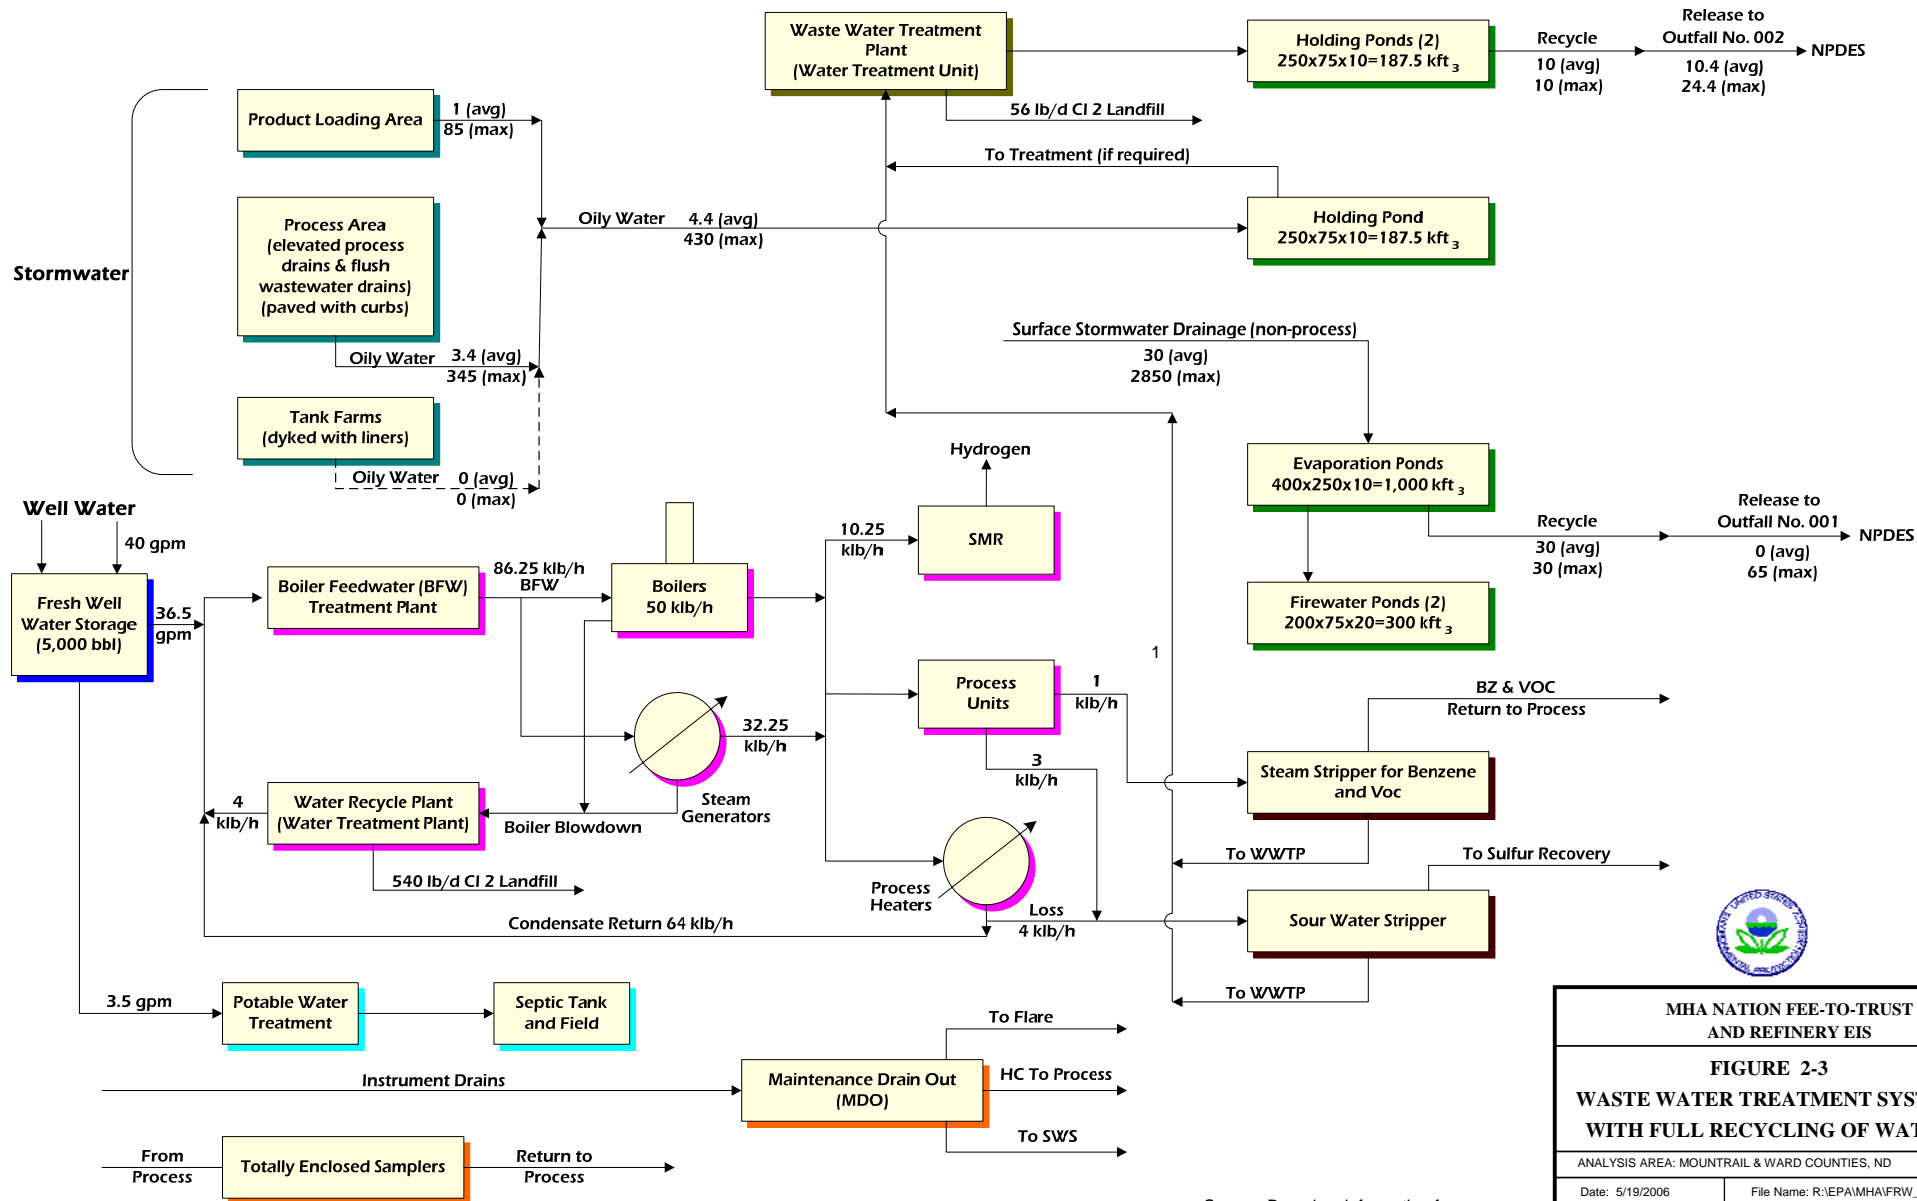 Waste Water Treatment
Plant
(Water Treatment Unit)
Holding Ponds (2)
250x75x10=187.5 kft 3
Recycle
10 (avg)
10 (max)
Release to
Outfall No. 002
10.4 (avg)
24.4 (max)
NPDES
56 lb/d Cl 2 Landfill
To Treatment (if required)
Stormwater
Product Loading Area
1 (avg)
85 (max)
Process Area
(elevated process
drains & flush
wastewater drains)
(paved with curbs)
Oily Water
3.4 (avg)
345 (max)
Tank Farms
(dyked with liners)
Oily Water
0 (avg)
0 (max)
Oily Water
4.4 (avg)
430 (max)
Holding Pond
250x75x10=187.5 kft 3
Surface Stormwater Drainage (non-process)
30 (avg)
2850 (max)
Evaporation Ponds
400x250x10=1,000 kft 3
Recycle
30 (avg)
30 (max)
Release to
Outfall No. 001
0 (avg)
65 (max)
NPDES
Firewater Ponds (2)
200x75x20=300 kft 3
Well Water
40 gpm
Fresh Well
Water Storage
(5,000 bbl)
36.5
gpm
Boiler Feedwater (BFW)
Treatment Plant
86.25 klb/h
BFW
Boilers
50 klb/h
10.25
klb/h
Hydrogen
SMR
Steam
Generators
32.25
klb/h
Process
Units
1
klb/h
3
klb/h
1
BZ & VOC
Return to Process
Steam Stripper for Benzene
and Voc
To WWTP
4
klb/h
Water Recycle Plant
(Water Treatment Plant)
Boiler Blowdown
540 lb/d Cl 2 Landfill
Process
Heaters
Loss
4 klb/h
Condensate Return 64 klb/h
To Sulfur Recovery
Sour Water Stripper
To WWTP
3.5 gpm
Potable Water
Treatment
Septic Tank
and Field
Instrument Drains
Maintenance Drain Out
(MDO)
To Flare
HC To Process
To SWS
From
Process
Totally Enclosed Samplers
Return to
Process
MHA NATION FEE-TO-TRUST
AND REFINERY EIS
FIGURE 2-3
WASTE WATER TREATMENT SYST
WITH FULL RECYCLING OF WAT
ANALYSIS AREA: MOUNTRAIL & WARD COUNTIES, ND
Date: 5/19/2006
File Name: R:\EPA\MHA\FRW_